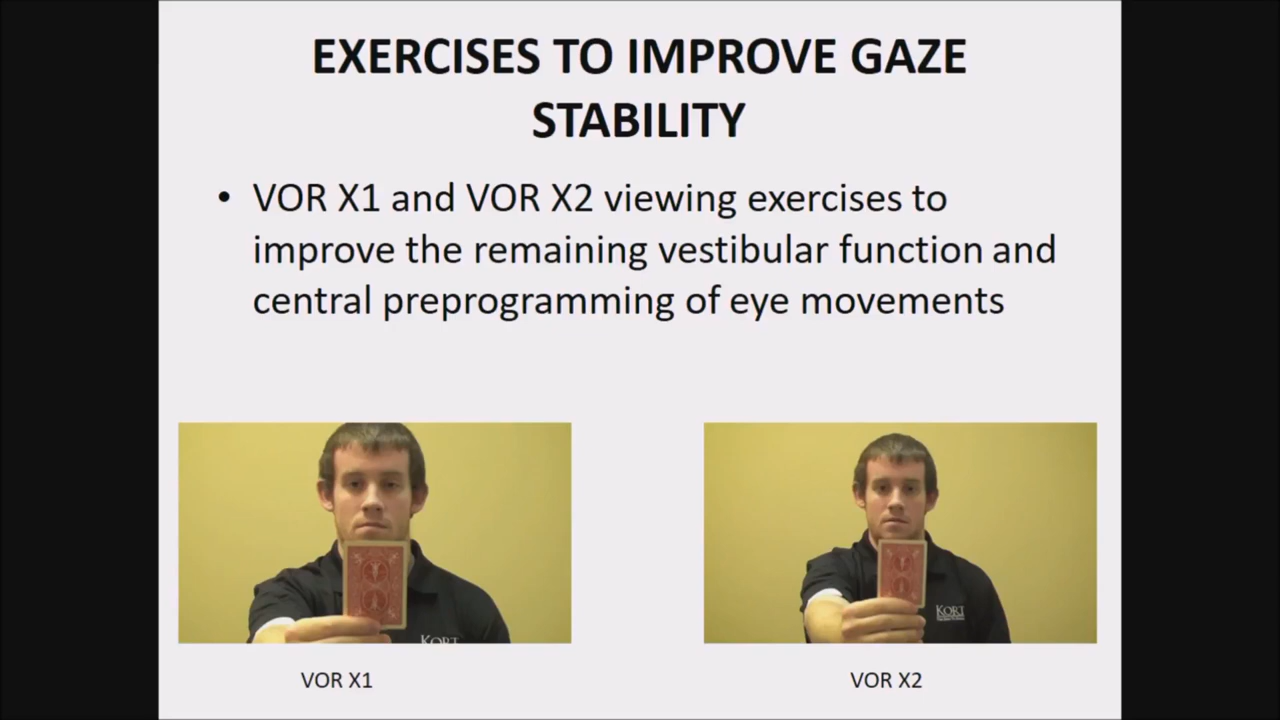 EXERCISES TO IMPROVE GAZE
STABILITY
• VOR X1 and VOR X2 viewing exercises to
improve the remaining vestibular function and
central preprogramming of eye movements
KORT
KORT
VOR X1
VOR X2